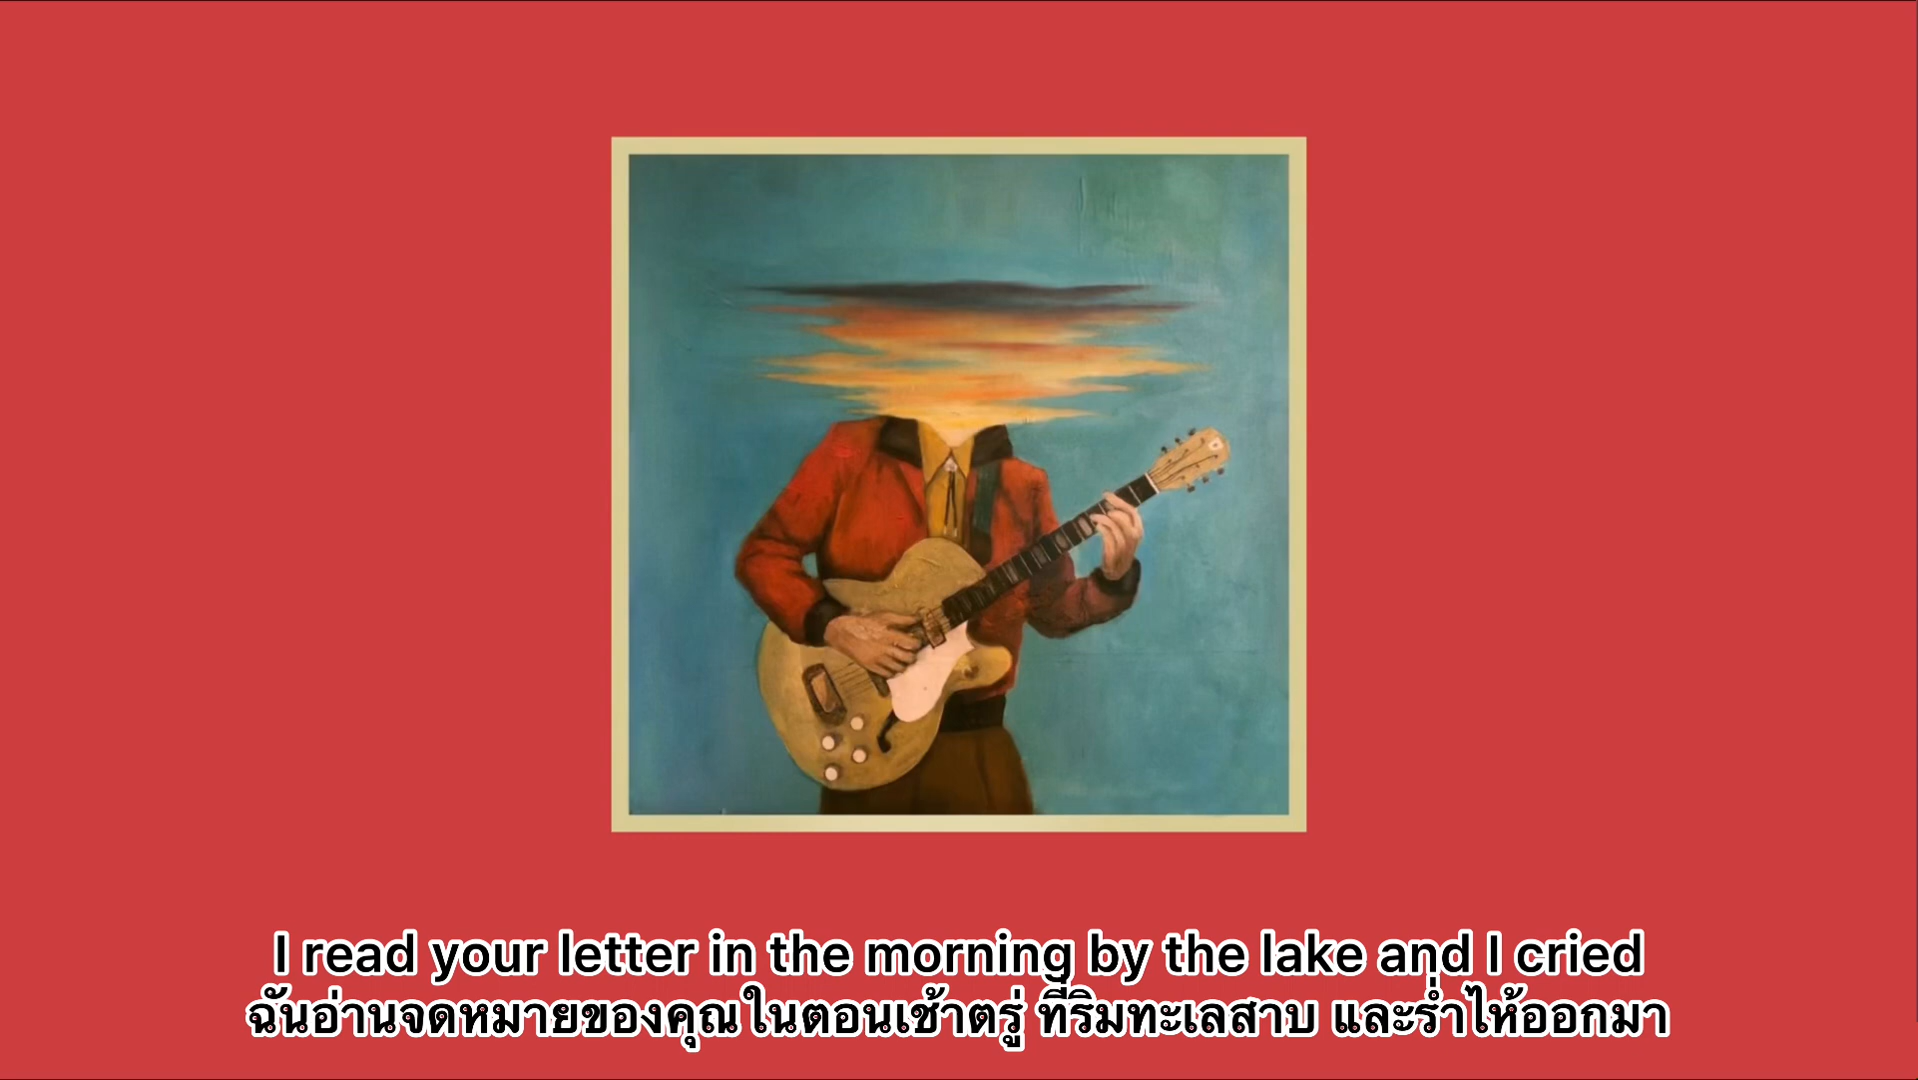 I read your letter in the morning by the lake and I cried
ฉันอ่านจดหมายของคุณในตอนเช้าตรู่ ที่ริมทะเลสาบ และร่ำไห้ออกมา